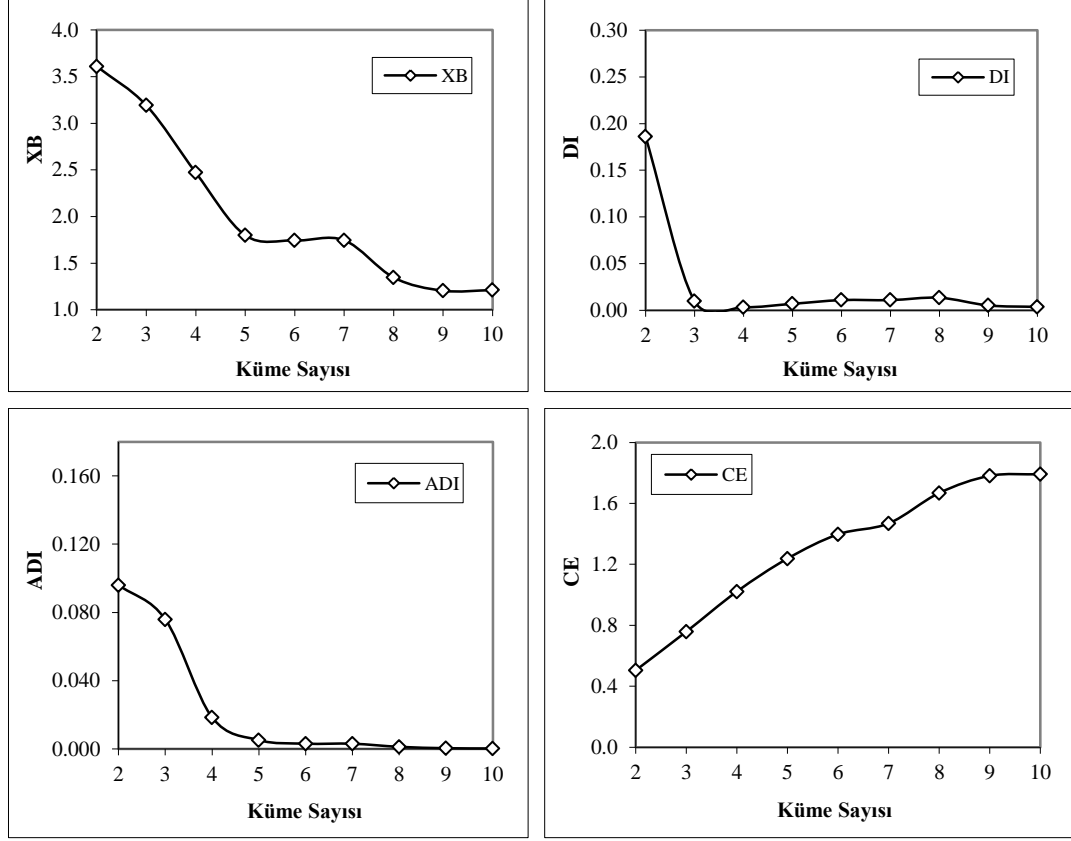 4.0
3.5
3.0
2.5
2.0
1.5
1.0
XB
XB
2 3 4 5 6 7 8 9 10
Küme Sayısı
0.30
0.25
0.20
0.15
0.10
0.05
0.00
DI
DI
2 3 4 5 6 7 8 9 10
Küme Sayısı
0.160
0.120
0.080
0.040
0.000
ADI
ADI
2 3 4 5 6 7 8 9 10
Küme Sayısı
2.0
1.6
1.2
0.8
0.4
0.0
CE
CE
2 3 4 5 6 7 8 9 10
Küme Sayısı